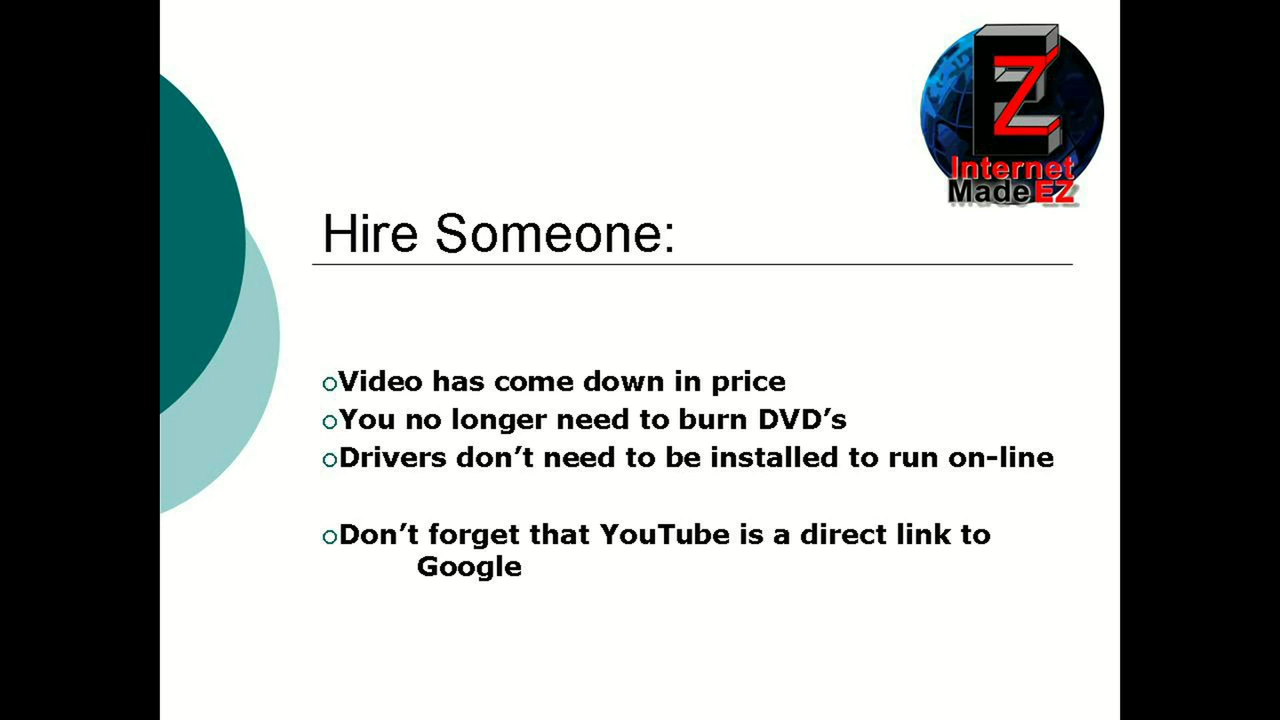 EZ
Internet
Made EZ
Hire Someone:
Video has come down in price
You no longer need to burn DVD’s
Drivers don’t need to be installed to run on-line
Don’t forget that YouTube is a direct link to
Google